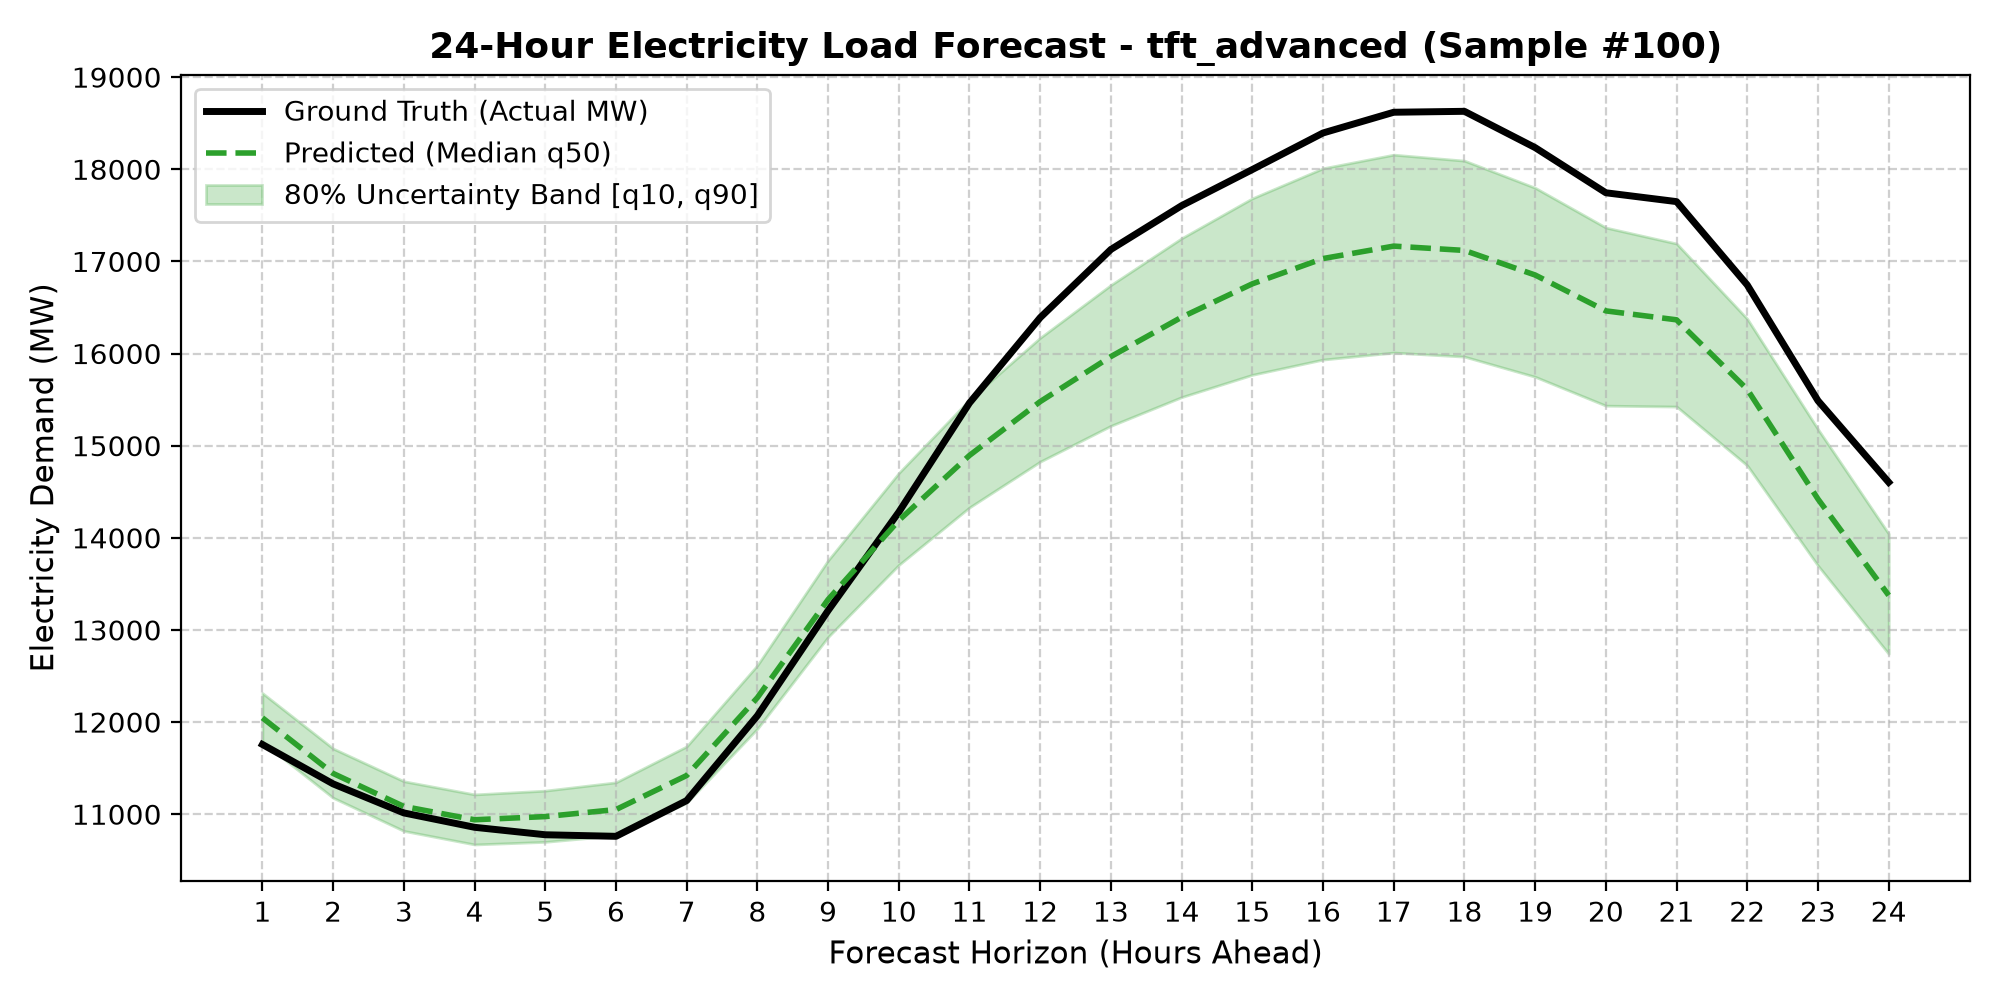 24-Hour Electricity Load Forecast - tft_advanced (Sample #100)
Ground Truth (Actual MW)
Predicted (Median q50)
80% Uncertainty Band [q10, q90]
Electricity Demand (MW)
19000
18000
17000
16000
15000
14000
13000
12000
11000
1 2 3 4 5 6 7 8 9 10 11 12 13 14 15 16 17 18 19 20 21 22 23 24
Forecast Horizon (Hours Ahead)